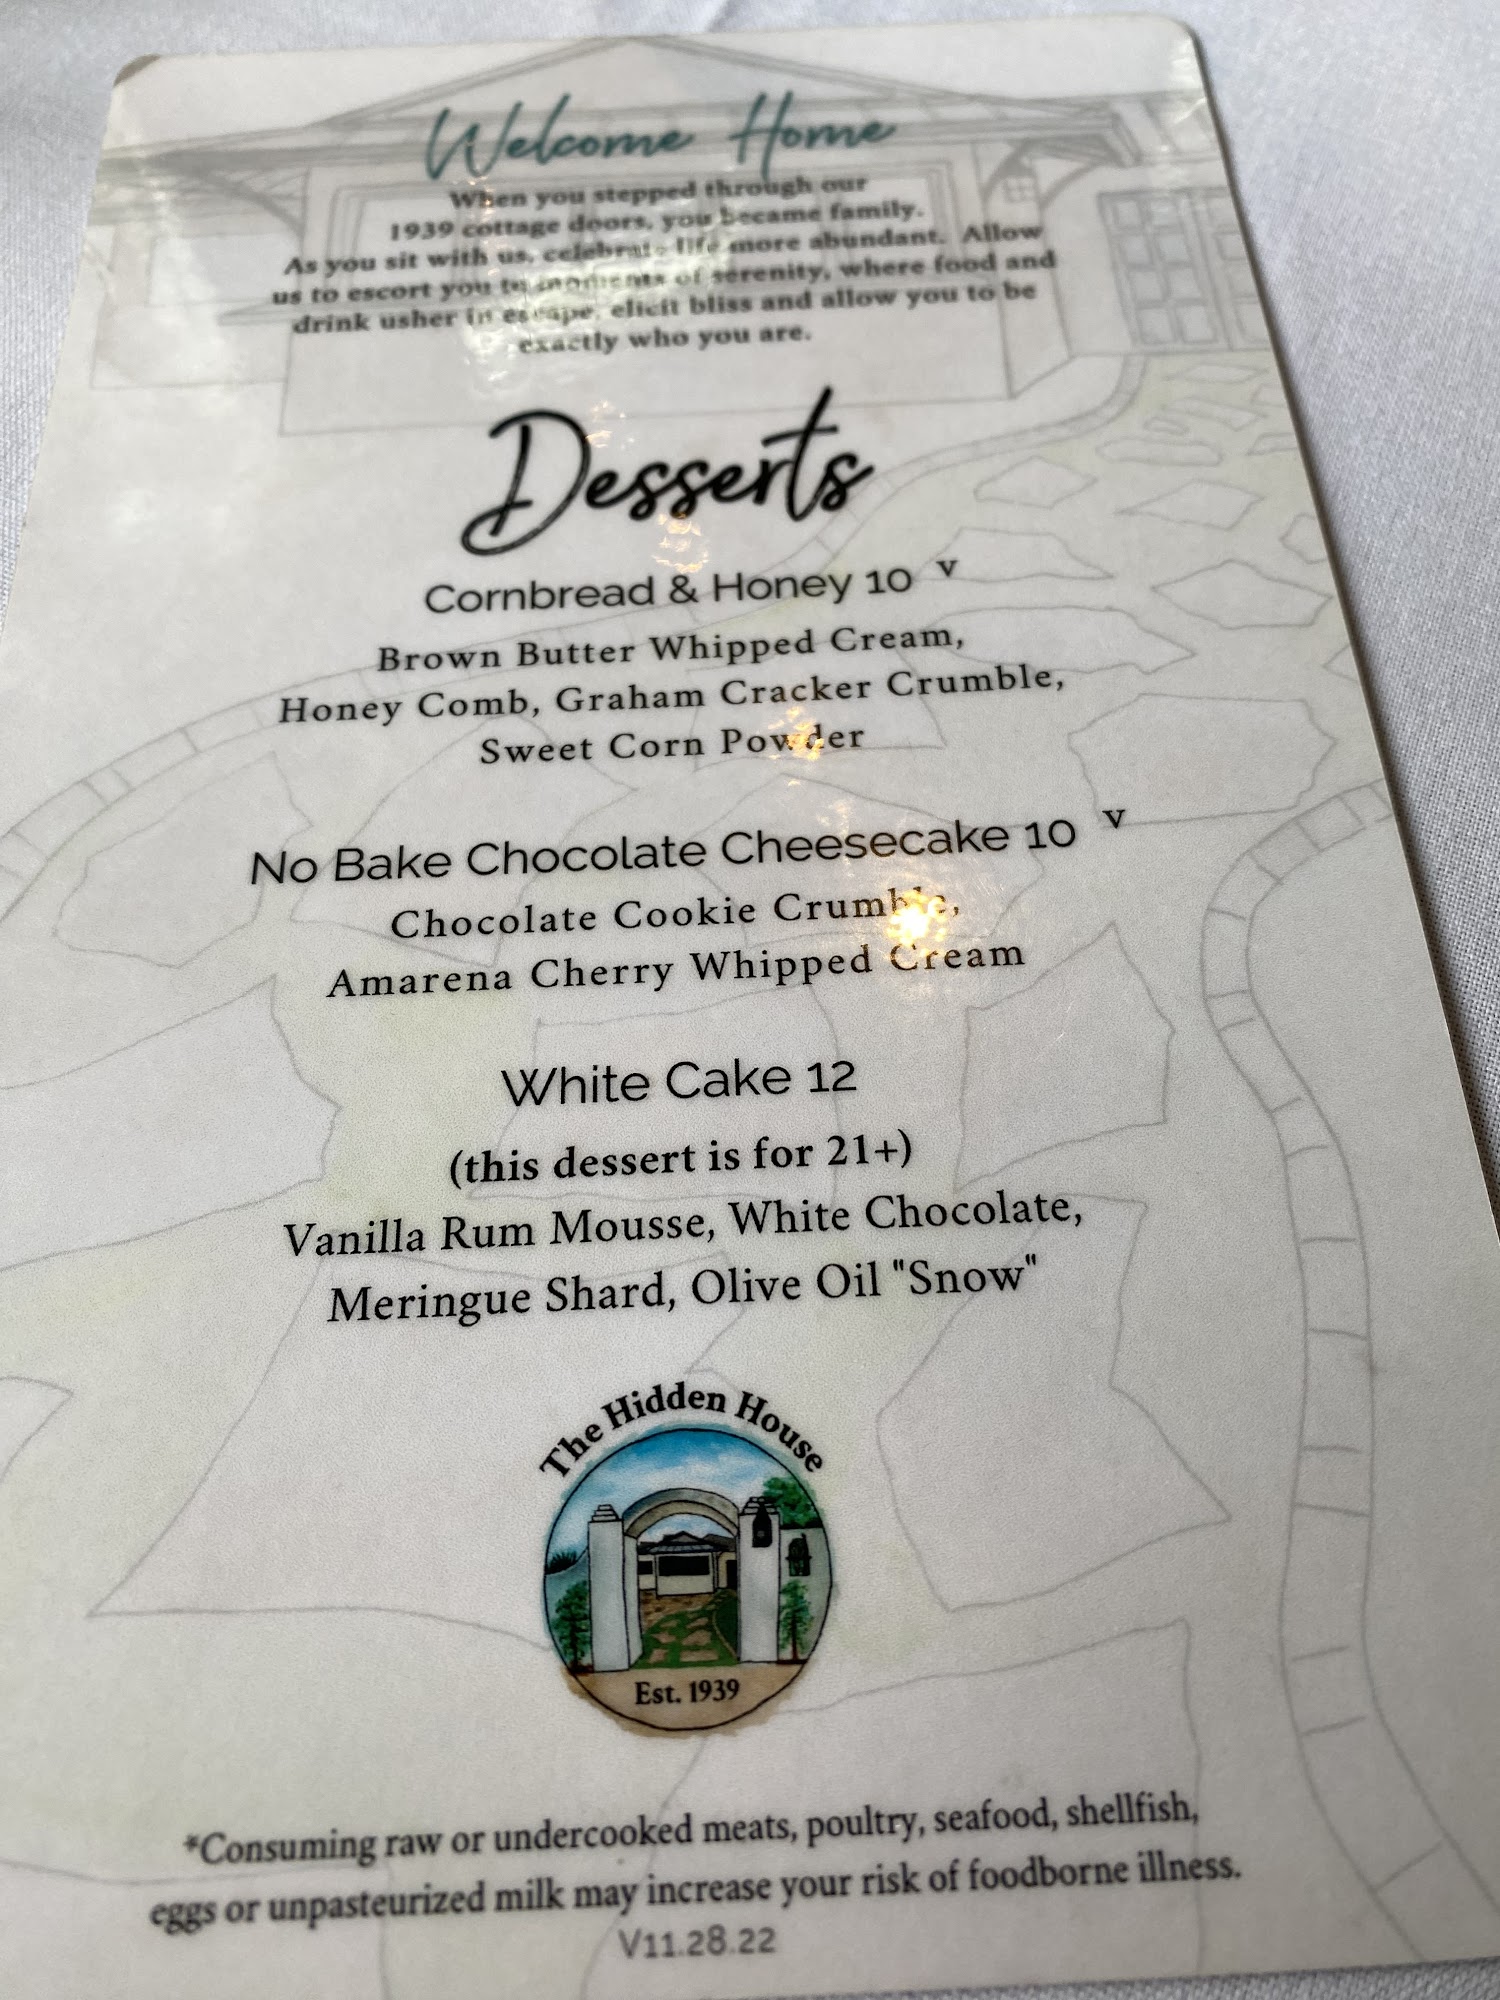 Welcome Home
When you stepped through our
1939 cottage doors, you became family.
As you sit with us, celebrate life more abundant. Allow
us to escort you to moments of serenity, where food and
drink usher in escape, elicit bliss and allow you to be
exactly who you are.
Desserts
Cornbread & Honey 10 v
Brown Butter Whipped Cream,
Honey Comb, Graham Cracker Crumble,
Sweet Corn Powder
No Bake Chocolate Cheesecake 10 v
Chocolate Cookie Crumble,
Amarena Cherry Whipped Cream
White Cake 12
(this dessert is for 21+)
Vanilla Rum Mousse, White Chocolate,
Meringue Shard, Olive Oil "Snow"
The Hidden House
Est. 1939
*Consuming raw or undercooked meats, poultry, seafood, shellfish,
eggs or unpasteurized milk may increase your risk of foodborne illness.
V11.28.22